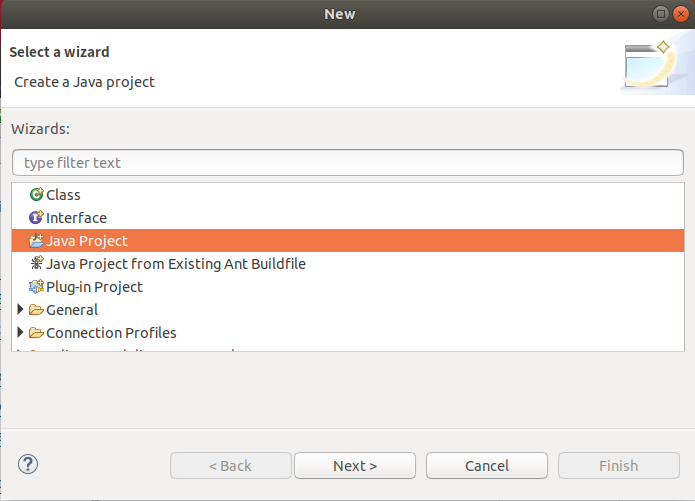 New
Select a wizard
Create a Java project
Wizards:
type filter text
Class
Interface
Java Project
Java Project from Existing Ant Buildfile
Plug-in Project
General
Connection Profiles
< Back
Next >
Cancel
Finish